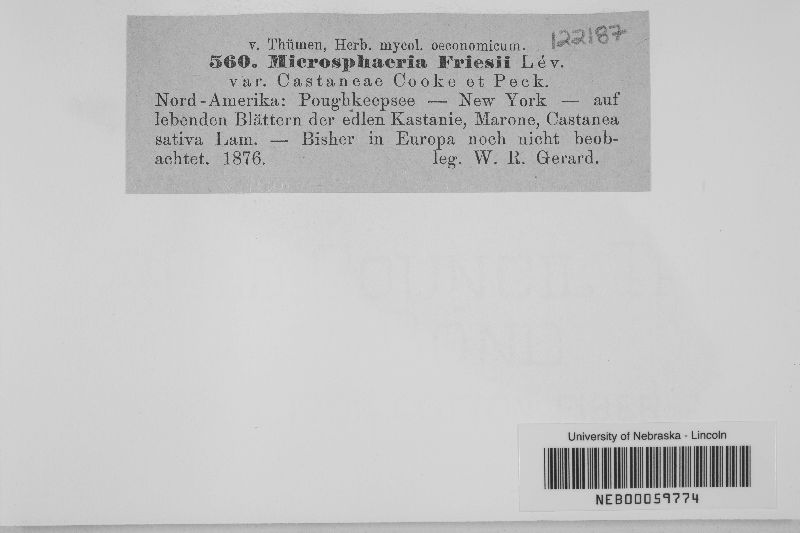 v. Thümen, Herb. mycol. oeconomicum.
122187
560. Microsphaeria Friesii Lév.
var. Castaneae Cooke et Peck.
Nord-Amerika: Poughkeepsee — New York — auf
lebenden Blättern der edlen Kastanie, Marone, Castanea
sativa Lam. — Bisher in Europa noch nicht beob-
achtet. 1876. leg. W. R. Gerard.
University of Nebraska - Lincoln
NEB00059774